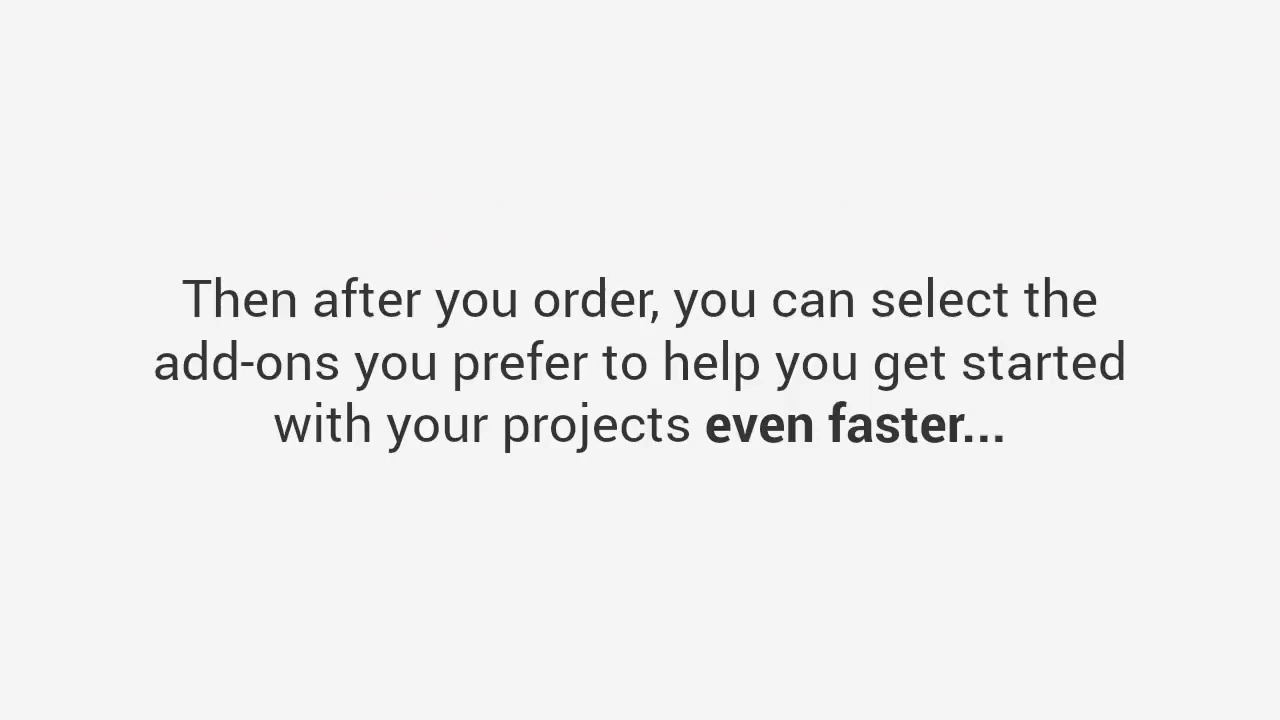 Then after you order, you can select the
add-ons you prefer to help you get started
with your projects even faster...